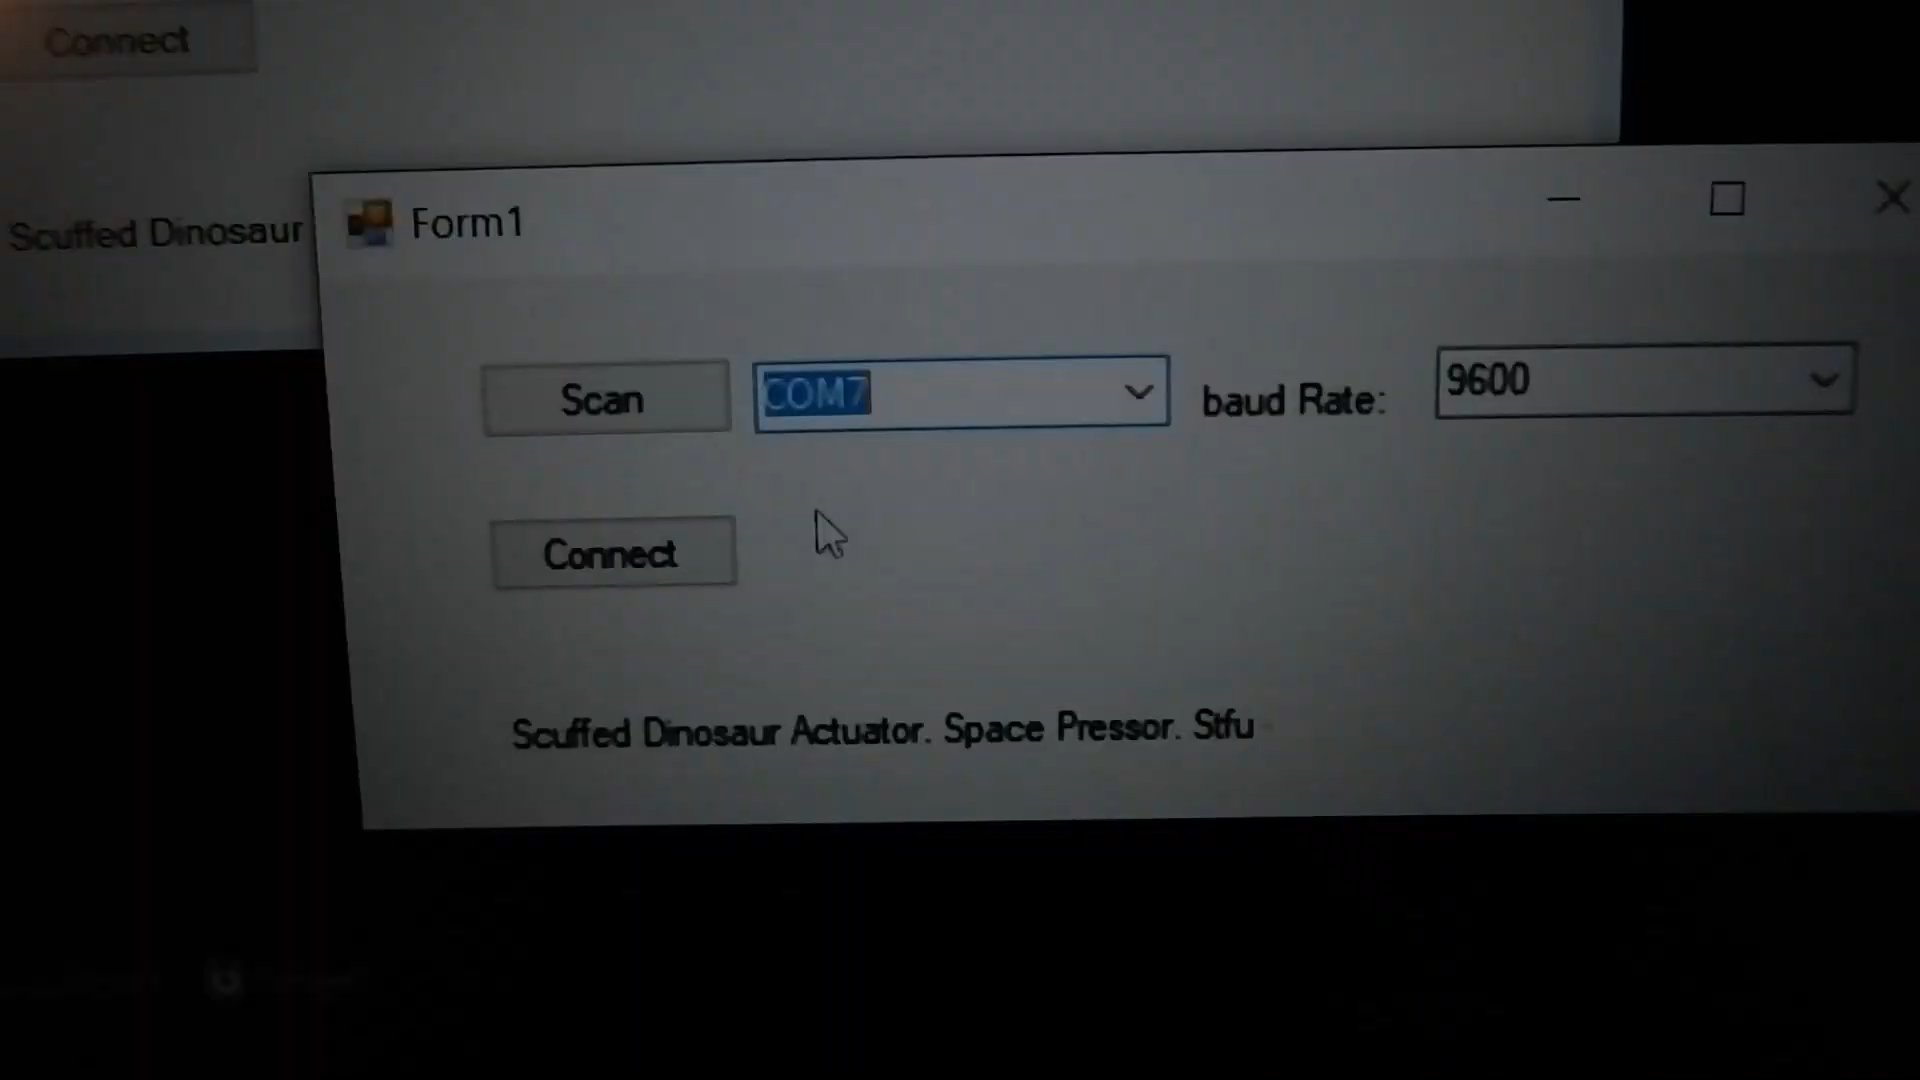 Connect
Scuffed Dinosaur
Form1
Scan
COM7
baud Rate:
9600
Connect
Scuffed Dinosaur Actuator. Space Pressor. Stfu